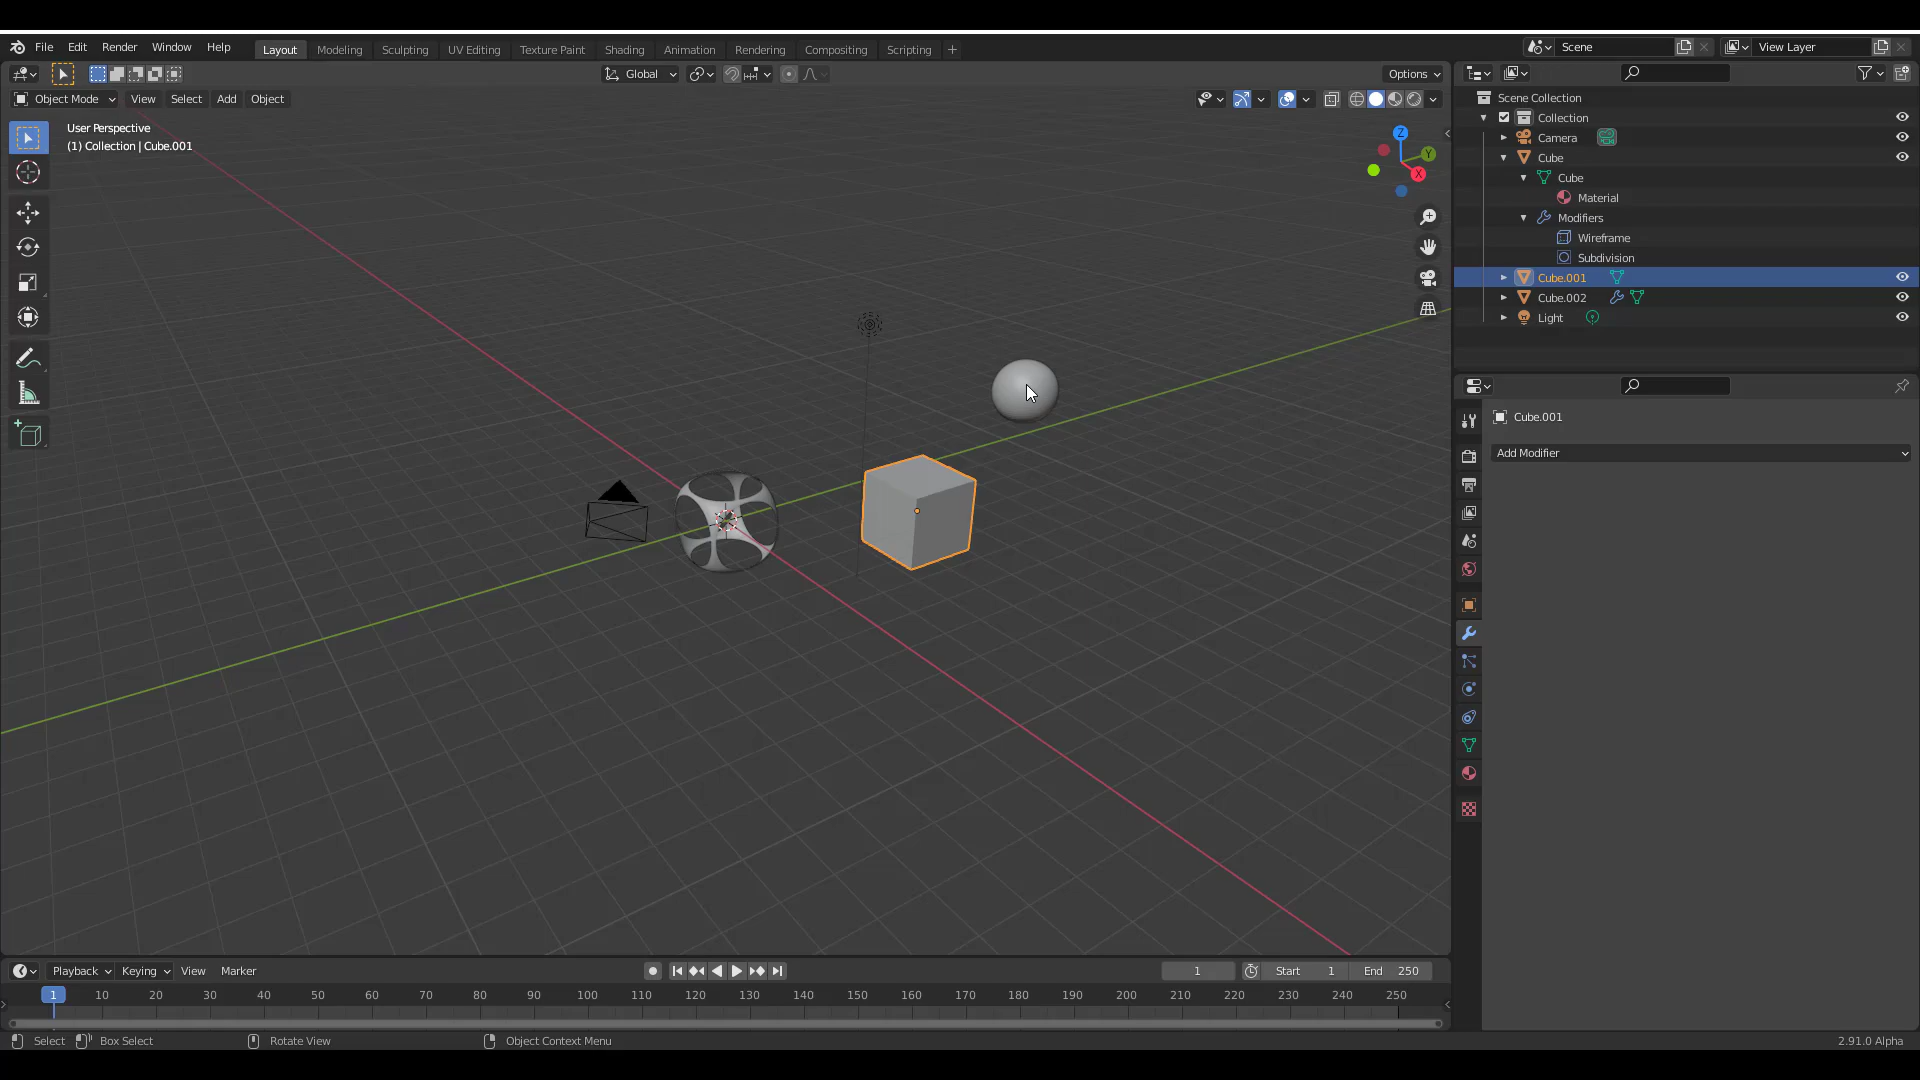 File Edit Render Window Help Layout Modeling Sculpting UV Editing Texture Paint Shading Animation Rendering Compositing Scripting + Scene View Layer
Global Options
Object Mode View Select Add Object
User Perspective
(1) Collection | Cube.001
Z
Y
X
Scene Collection
Collection
Camera
Cube
Cube
Material
Modifiers
Wireframe
Subdivision
Cube.001
Cube.002
Light
Cube.001
Add Modifier
Playback Keying View Marker 1 Start 1 End 250
1 10 20 30 40 50 60 70 80 90 100 110 120 130 140 150 160 170 180 190 200 210 220 230 240 250
Select Box Select Rotate View Object Context Menu 2.91.0 Alpha